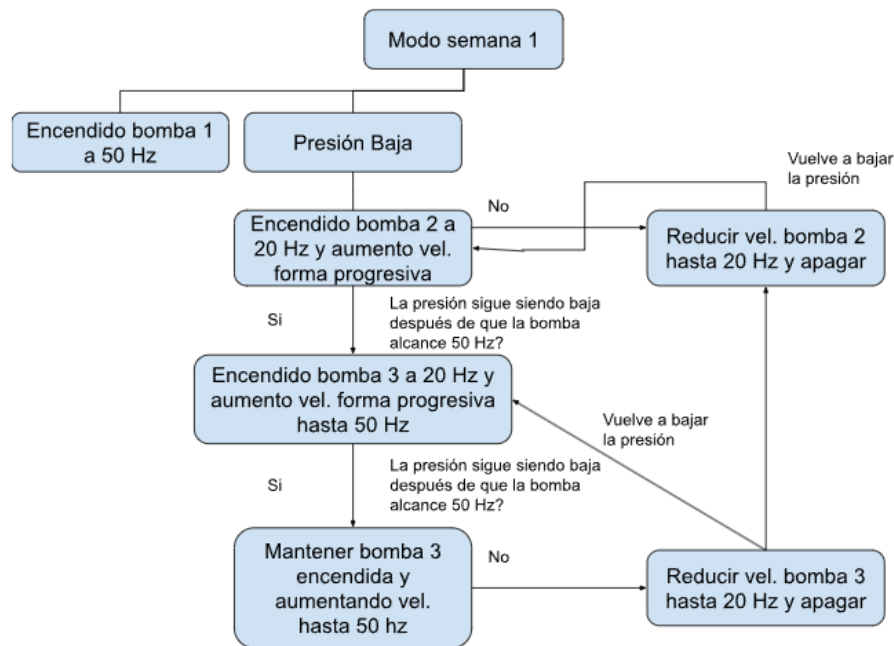 Modo semana 1
Encendido bomba 1
a 50 Hz
Presión Baja
Vuelve a bajar
la presión
Encendido bomba 2 a
20 Hz y aumento vel.
forma progresiva
No
Reducir vel. bomba 2
hasta 20 Hz y apagar
Si
La presión sigue siendo baja
después de que la bomba
alcance 50 Hz?
Encendido bomba 3 a 20 Hz y
aumento vel. forma progresiva
hasta 50 Hz
Vuelve a bajar
la presión
Si
La presión sigue siendo baja
después de que la bomba
alcance 50 Hz?
Mantener bomba 3
encendida y
aumentando vel.
hasta 50 hz
No
Reducir vel. bomba 3
hasta 20 Hz y apagar